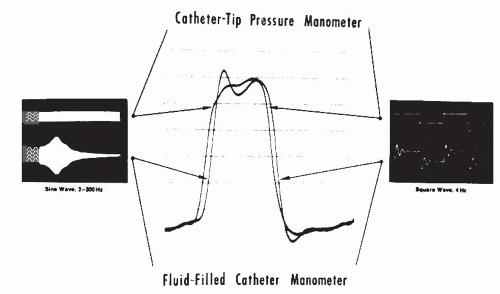 Catheter-Tip Pressure Manometer
Sine Wave, 2-200 Hz
Square Wave, 4 Hz
Fluid-Filled Catheter Manometer